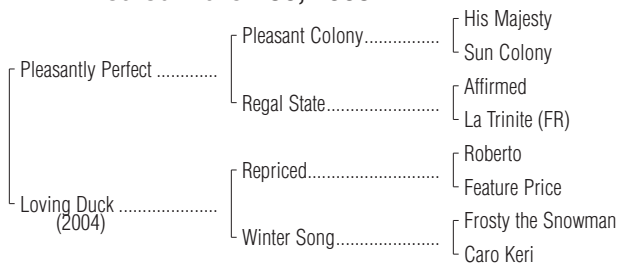 Pleasant Colony................
His Majesty
Sun Colony
Pleasantly Perfect .............
Regal State........................
Affirmed
La Trinite (FR)
Repriced............................
Roberto
Feature Price
Loving Duck .....................
(2004)
Winter Song......................
Frosty the Snowman
Caro Keri